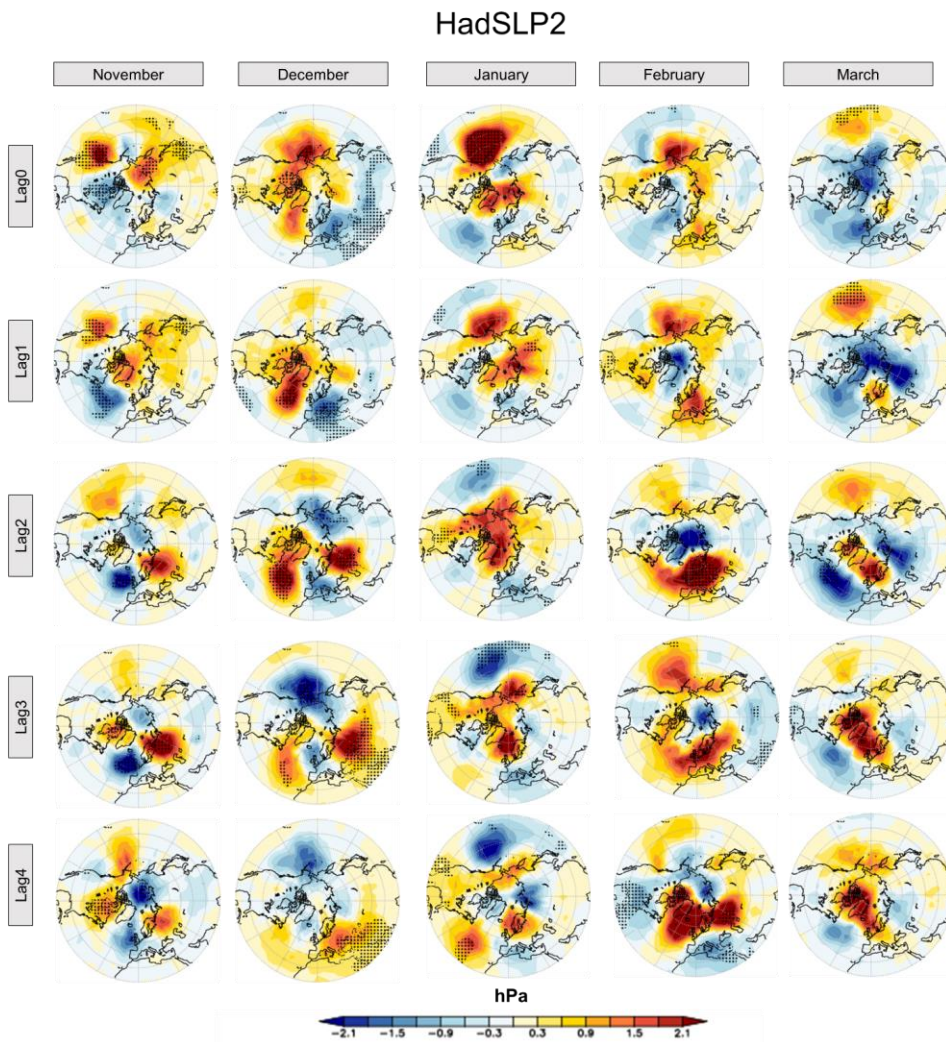 HadSLP2
November December January February March
Lag0
Lag1
Lag2
Lag3
Lag4
hPa
-2.1 -1.5 -0.9 -0.3 0.3 0.9 1.5 2.1